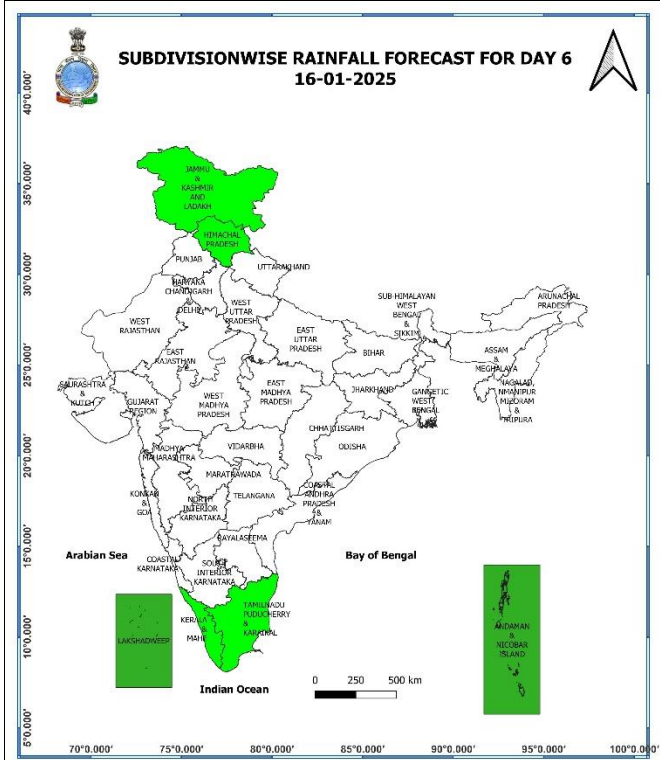 SUBDIVISIONWISE RAINFALL FORECAST FOR DAY 6
16-01-2025
40°0.000'
35°0.000'
30°0.000'
25°0.000'
20°0.000'
15°0.000'
10°0.000'
5°0.000'
JAMMU
&
KASHMIR
AND
LADAKH
HIMACHAL
PRADESH
PUNJAB
UTTARAKHAND
HARYANA
CHANDIGARH
&
DELHI
WEST
RAJASTHAN
WEST
UTTAR
PRADESH
EAST
UTTAR
PRADESH
SUB HIMALAYAN
WEST
BENGAL
&
SIKKIM
ARUNACHAL
PRADESH
EAST
RAJASTHAN
BIHAR
ASSAM
&
MEGHALAYA
NAGALAD,
NMANIPUR
MIZORAM
&
TRIPURA
SAURASHTRA
&
KUTCH
GUJARAT
REGION
WEST
MADHYA
PRADESH
EAST
MADHYA
PRADESH
JHARKHAND
GANGETIC
WEST
BENGAL
CHHATTISGARH
ODISHA
MADHYA
MAHARASHTRA
VIDARBHA
MARATHAWADA
TELANGANA
KONKAN
&
GOA
NORTH
INTERIOR
KARNATAKA
COASTAL
ANDHRA
PRADESH
&
YANAM
RAYALASEEMA
COASTAL
KARNATAKA
SOUTH
INTERIOR
KARNATAKA
Arabian Sea
Bay of Bengal
KERALA
&
MAHE
TAMILNADU
PUDUCHERRY
&
KARAIKAL
LAKSHADWEEP
ANDAMAN
&
NICOBAR
ISLAND
Indian Ocean
0 250 500 km
70°0.000' 75°0.000' 80°0.000' 85°0.000' 90°0.000' 95°0.000' 100°0.000'